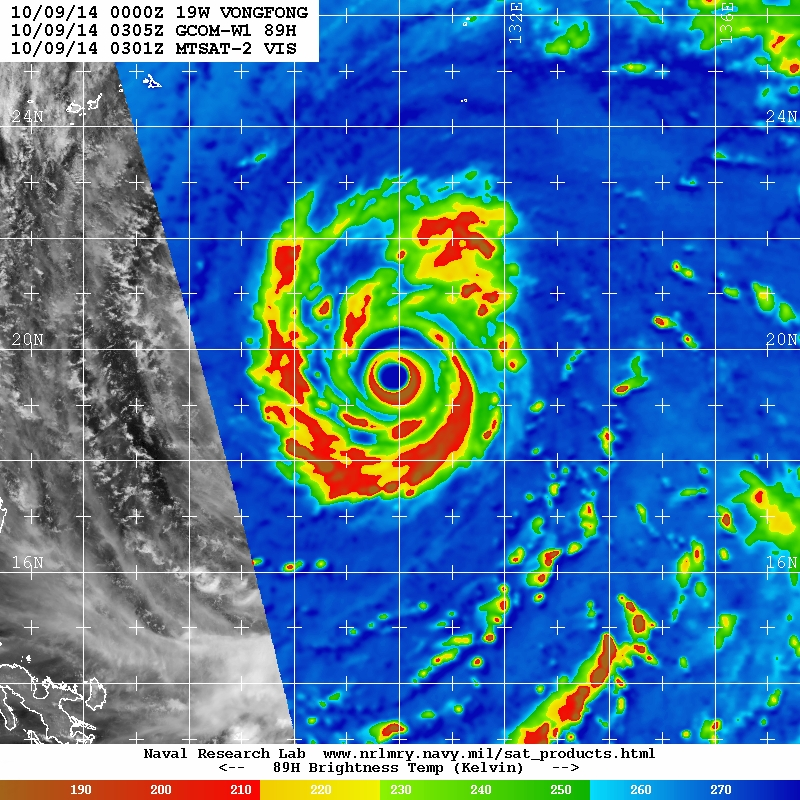 10/09/14 0000Z 19W VONGFONG
10/09/14 0305Z GCOM-W1 89H
10/09/14 0301Z MTSAT-2 VIS
132E
136E
24N 24N
20N 20N
16N 16N
Naval Research Lab www.nrlmry.navy.mil/sat_products.html
<-- 89H Brightness Temp (Kelvin) -->
190 200 210 220 230 240 250 260 270